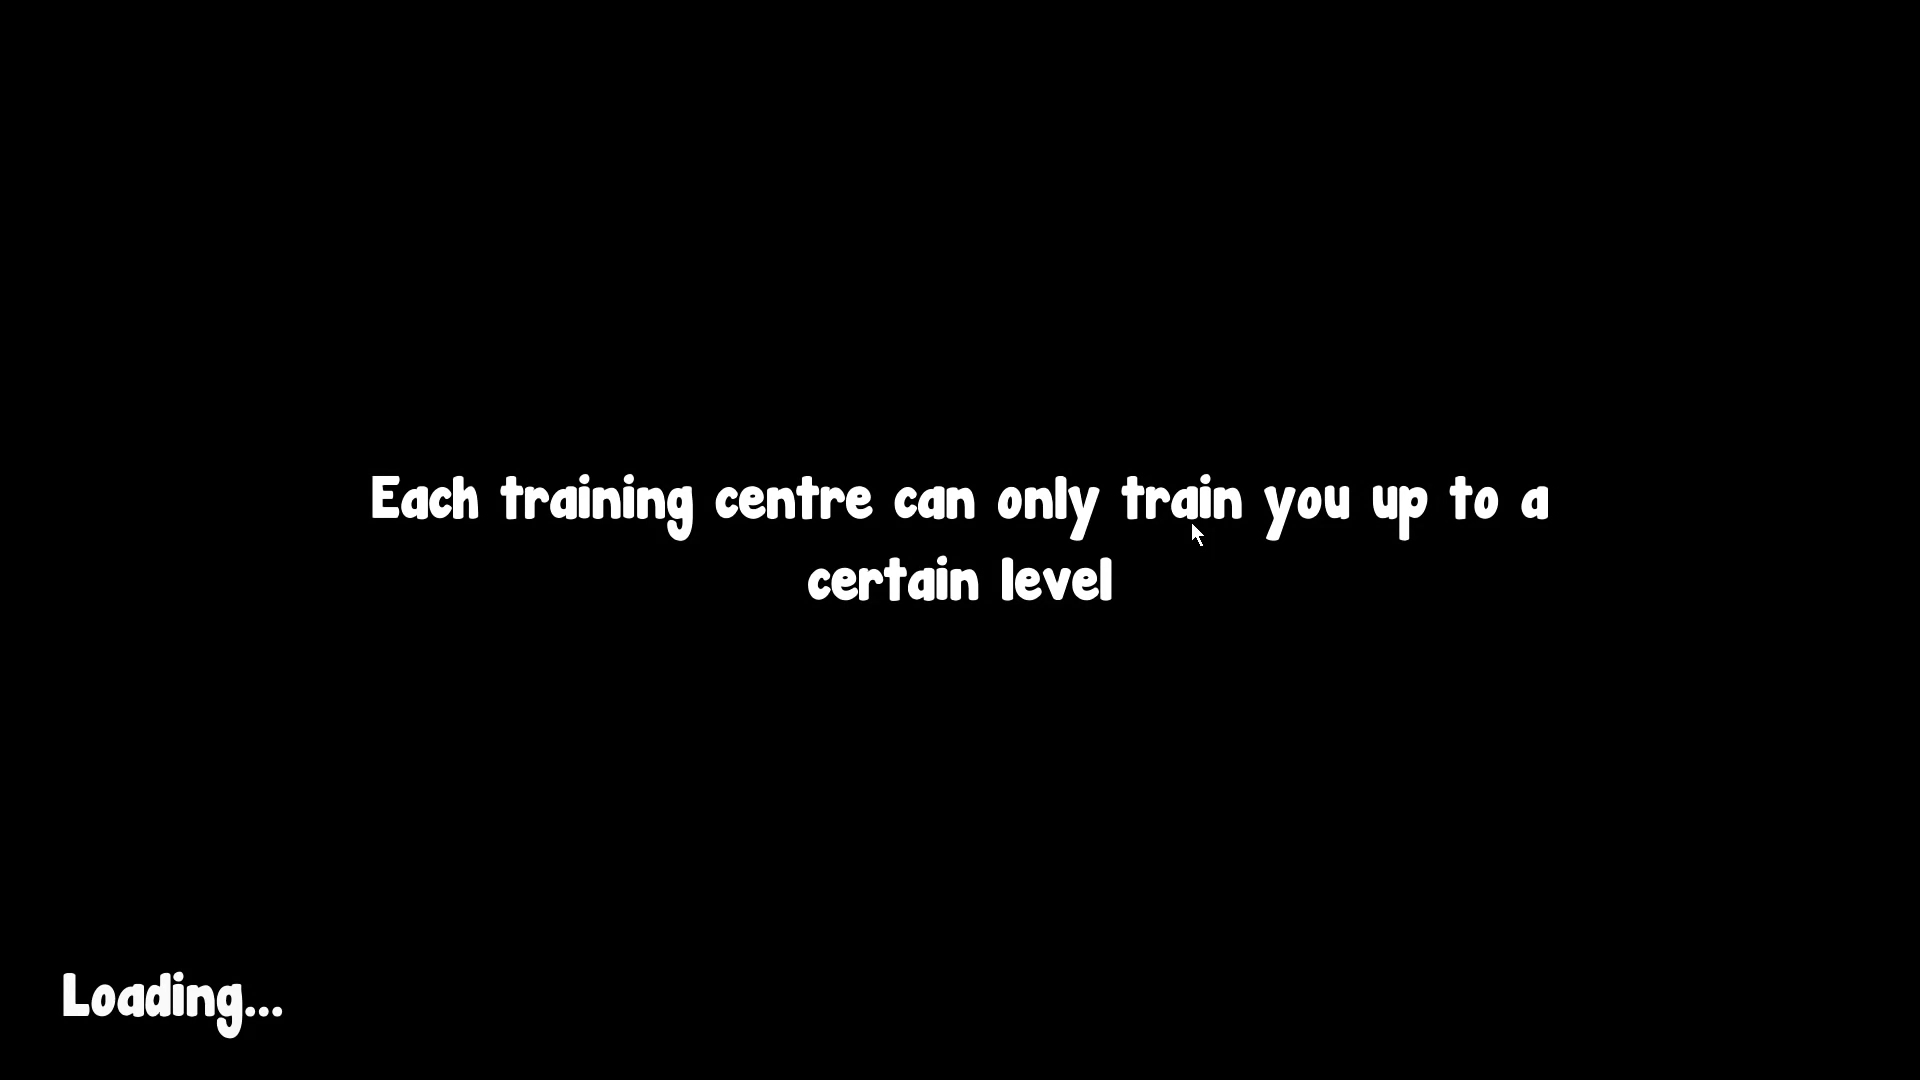 Each training centre can only train you up to a
certain level
Loading...